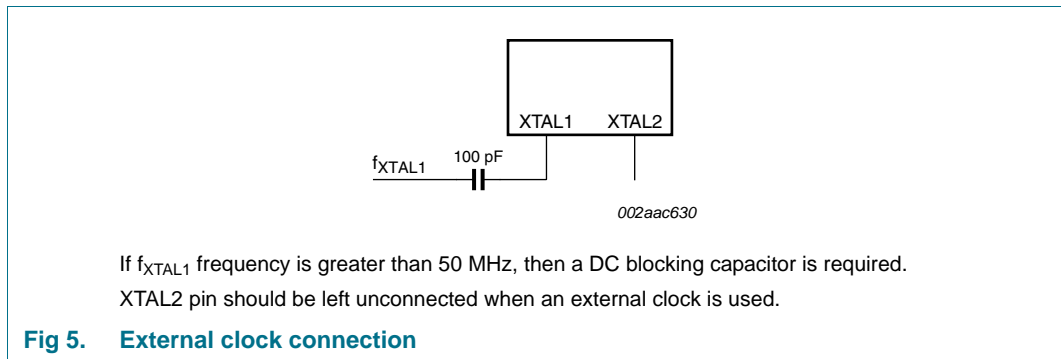 XTAL1 XTAL2
fXTAL1 100 pF
002aac630
If fXTAL1 frequency is greater than 50 MHz, then a DC blocking capacitor is required.
XTAL2 pin should be left unconnected when an external clock is used.
Fig 5. External clock connection